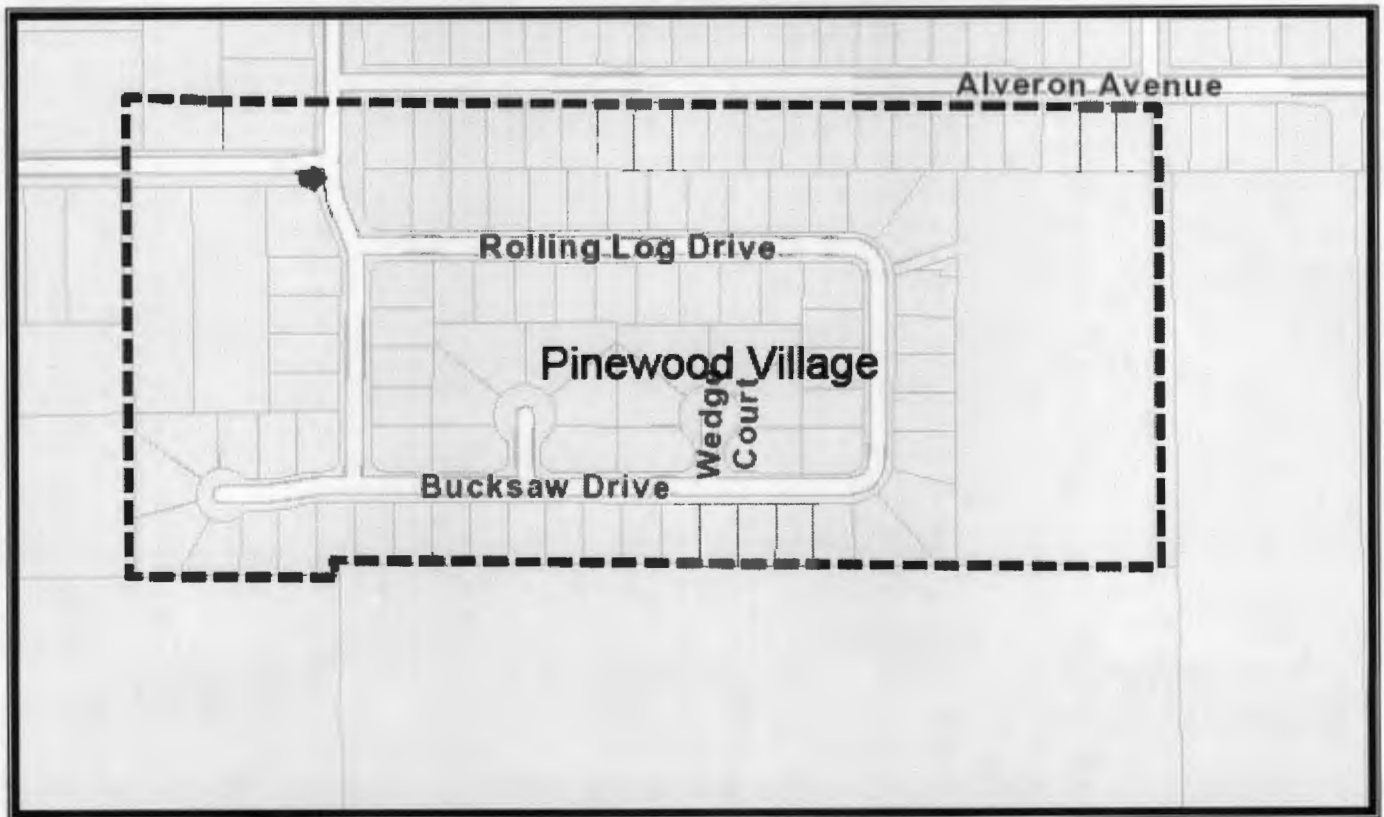 Alveron Avenue
Rolling Log Drive
Pinewood Village
Wedge
Court
Bucksaw Drive